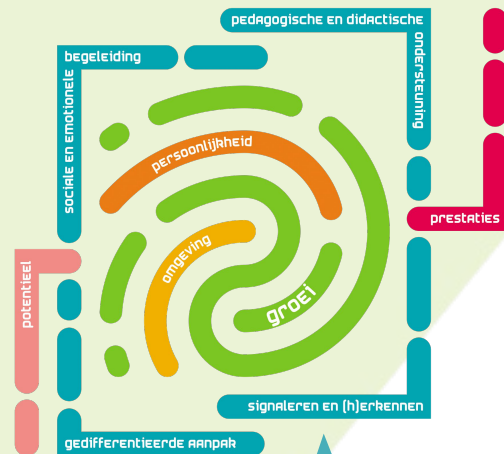 pedagogische en didactische
ondersteuning
begeleiding
sociale en emotionele
persoonlijkheid
omgeving
groei
prestaties
potentieel
signaleren en (h)erkennen
gedifferentieerde aanpak